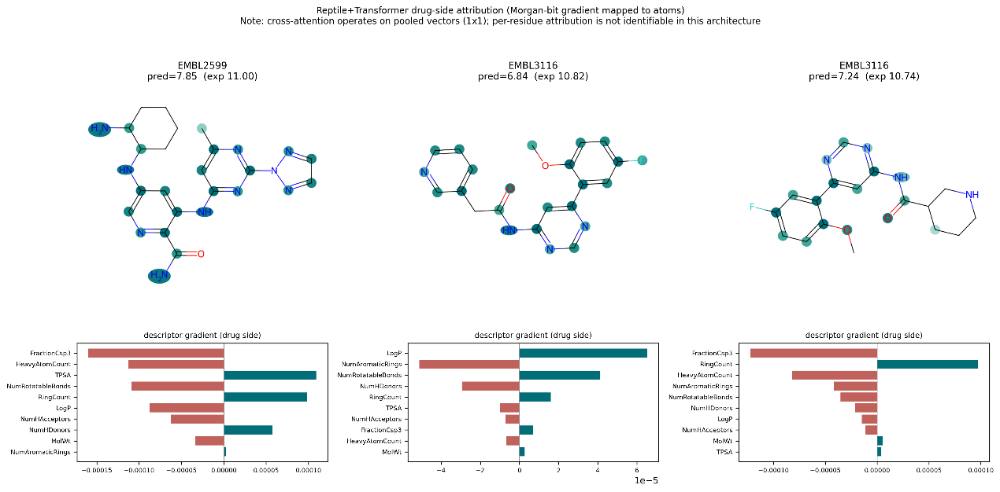 Reptile+Transformer drug-side attribution (Morgan-bit gradient mapped to atoms)
Note: cross-attention operates on pooled vectors (1x1); per-residue attribution is not identifiable in this architecture
EMBL2599
pred=7.85 (exp 11.00)
H2N
HN
N
N
N
N
N
N
NH
N
O
H2N
EMBL3116
pred=6.84 (exp 10.82)
N
O
F
O
HN
N
N
EMBL3116
pred=7.24 (exp 10.74)
N
N
NH
NH
F
O
O
descriptor gradient (drug side)
FractionCsp3
HeavyAtomCount
TPSA
NumRotatableBonds
RingCount
LogP
NumHAcceptors
NumHDonors
MolWt
NumAromaticRings
−0.00015 −0.00010 −0.00005 0.00000 0.00005 0.00010
descriptor gradient (drug side)
LogP
NumAromaticRings
NumRotatableBonds
NumHDonors
RingCount
TPSA
NumHAcceptors
FractionCsp3
HeavyAtomCount
MolWt
−4 −2 0 2 4 6
1e−5
descriptor gradient (drug side)
FractionCsp3
RingCount
HeavyAtomCount
NumAromaticRings
NumRotatableBonds
NumHDonors
LogP
NumHAcceptors
MolWt
TPSA
−0.00010 −0.00005 0.00000 0.00005 0.00010